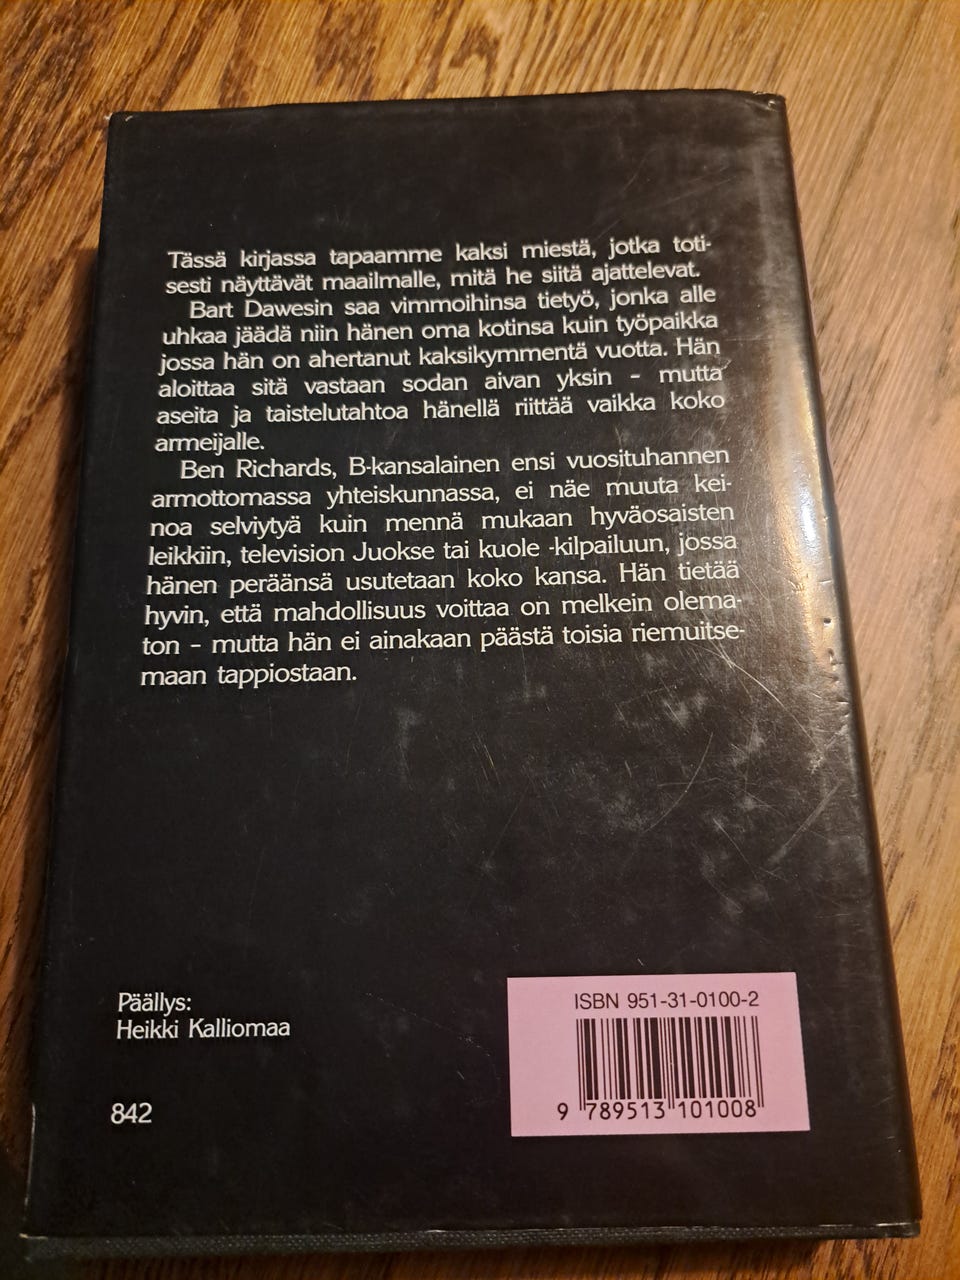 Tässä kirjassa tapaamme kaksi miestä, jotka toti-
sesti näyttävät maailmalle, mitä he siitä ajattelevat.
Bart Dawesin saa vimmoihinsa tietyö, jonka alle
uhkaa jäädä niin hänen oma kotinsa kuin työpaikka
jossa hän on ahertanut kaksikymmentä vuotta. Hän
aloittaa sitä vastaan sodan aivan yksin – mutta
aseita ja taistelutahtoa hänellä riittää vaikka koko
armeijalle.
Ben Richards, B-kansalainen ensi vuosituhannen
armottomassa yhteiskunnassa, ei näe muuta kei-
noa selviytyä kuin mennä mukaan hyväosaisten
leikkiin, television Juokse tai kuole -kilpailuun, jossa
hänen peräänsä usutetaan koko kansa. Hän tietää
hyvin, että mahdollisuus voittaa on melkein olema-
ton – mutta hän ei ainakaan päästä toisia riemuitse-
maan tappiostaan.
Päällys:
Heikki Kalliomaa
842
ISBN 951-31-0100-2
9 789513 101008